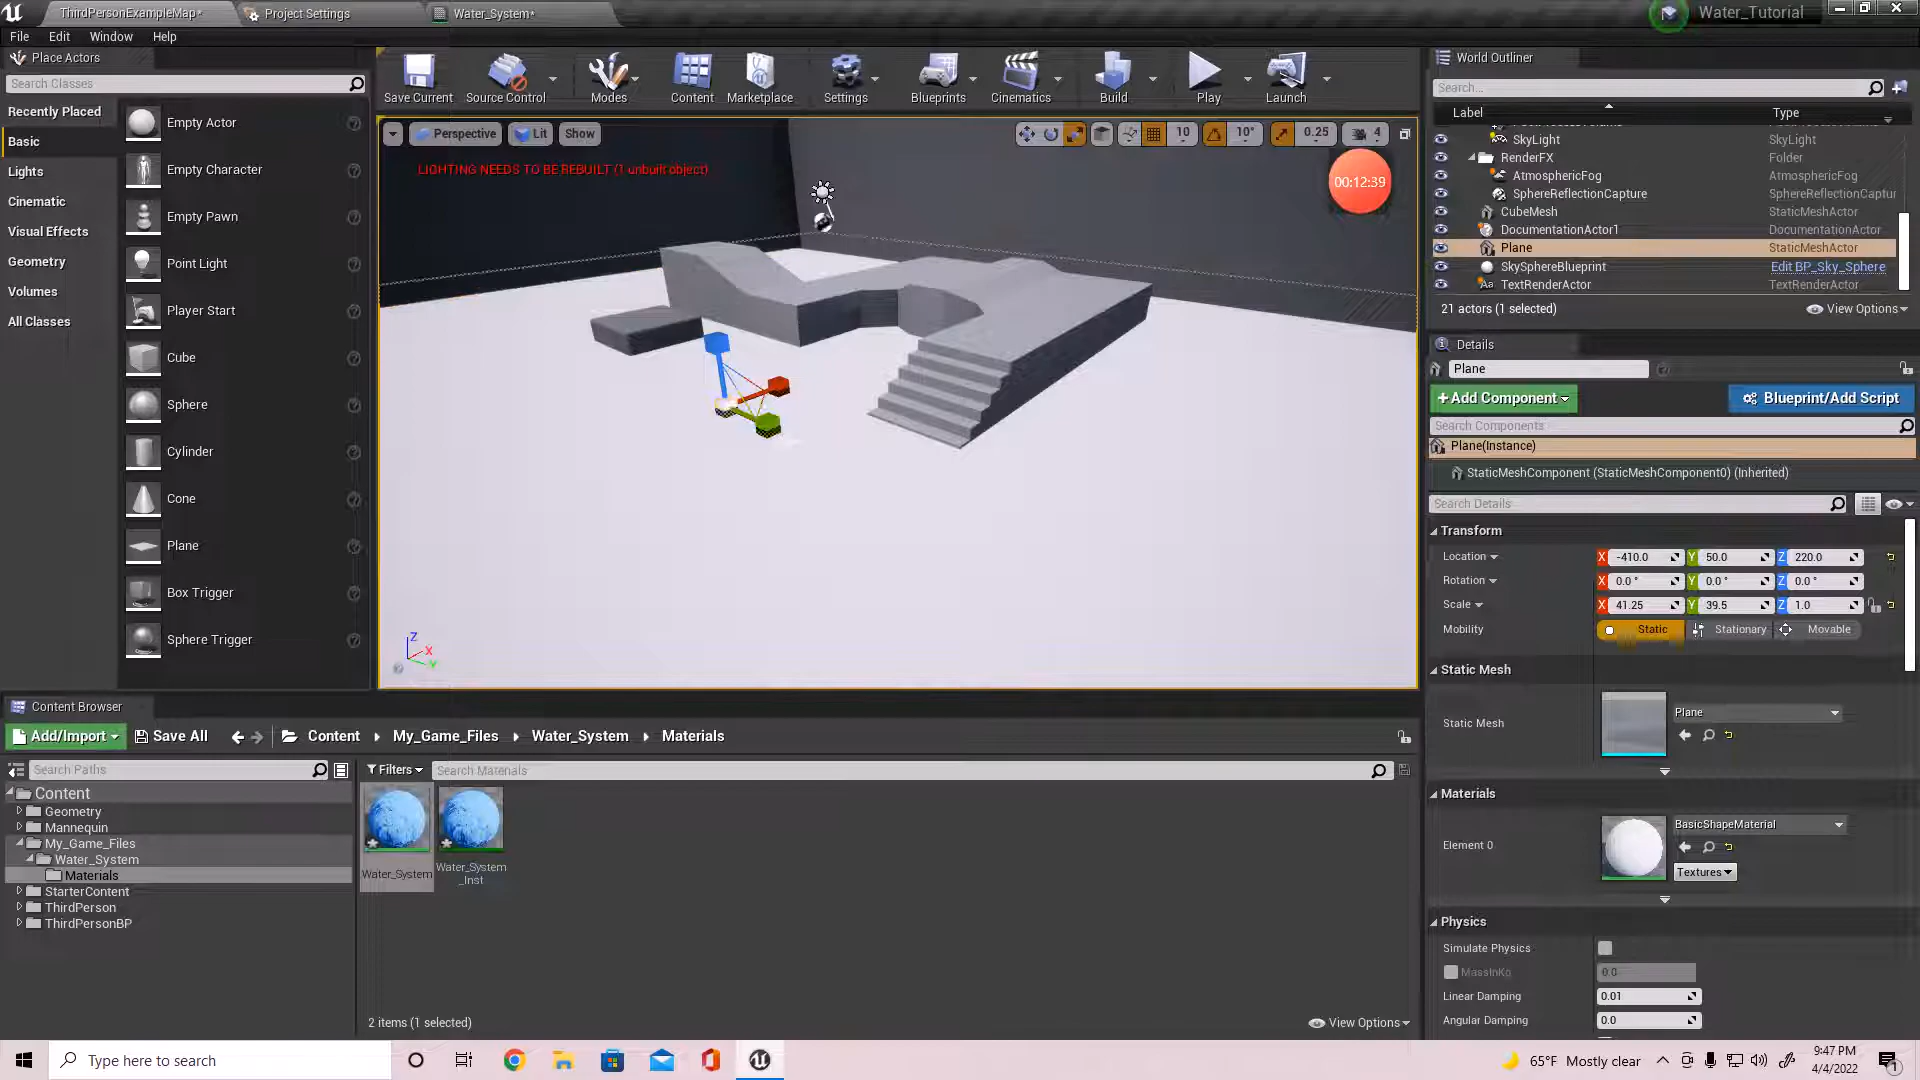 ThirdPersonExampleMap*
Project Settings
Water_System*
Water_Tutorial
File Edit Window Help
Place Actors
Search Classes
Recently Placed
Basic
Lights
Cinematic
Visual Effects
Geometry
Volumes
All Classes
Empty Actor
Empty Character
Empty Pawn
Point Light
Player Start
Cube
Sphere
Cylinder
Cone
Plane
Box Trigger
Sphere Trigger
Save Current
Source Control
Modes
Content
Marketplace
Settings
Blueprints
Cinematics
Build
Play
Launch
Perspective Lit Show
10 10° 0.25 4
LIGHTING NEEDS TO BE REBUILT (1 unbuilt object)
00:12:39
Z
X
Y
World Outliner
Search...
Label Type
SkyLight SkyLight
RenderFX Folder
AtmosphericFog AtmosphericFog
SphereReflectionCapture SphereReflectionCaptur
CubeMesh StaticMeshActor
DocumentationActor1 DocumentationActor
Plane StaticMeshActor
SkySphereBlueprint Edit BP_Sky_Sphere
TextRenderActor TextRenderActor
21 actors (1 selected) View Options
Details
Plane
+Add Component Blueprint/Add Script
Search Components
Plane(Instance)
StaticMeshComponent (StaticMeshComponent0) (Inherited)
Search Details
Transform
Location X -410.0 Y 50.0 Z 220.0
Rotation X 0.0 ° Y 0.0 ° Z 0.0 °
Scale X 41.25 Y 39.5 Z 1.0
Mobility Static Stationary Movable
Static Mesh
Static Mesh Plane
Materials
Element 0 BasicShapeMaterial
Textures
Physics
Simulate Physics
MassInKg 0.0
Linear Damping 0.01
Angular Damping 0.0
Content Browser
Add/Import Save All Content My_Game_Files Water_System Materials
Search Paths
Filters Search Materials
Content
Geometry
Mannequin
My_Game_Files
Water_System
Materials
StarterContent
ThirdPerson
ThirdPersonBP
Water_System
Water_System
_Inst
2 items (1 selected) View Options
Type here to search
65°F Mostly clear
9:47 PM
4/4/2022
1